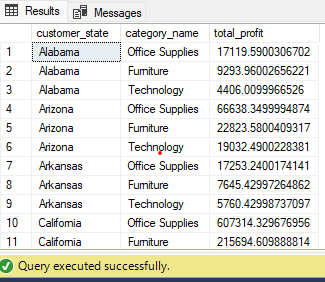 Results Messages
customer_state category_name total_profit
1 Alabama Office Supplies 17119.5900306702
2 Alabama Furniture 9293.96002656221
3 Alabama Technology 4406.0099966526
4 Arizona Office Supplies 66638.3499994874
5 Arizona Furniture 22823.5800409317
6 Arizona Technology 19032.4900228381
7 Arkansas Office Supplies 17253.2400174141
8 Arkansas Furniture 7645.42997264862
9 Arkansas Technology 5760.42998737097
10 California Office Supplies 607314.329676956
11 California Furniture 215694.609888814
Query executed successfully.